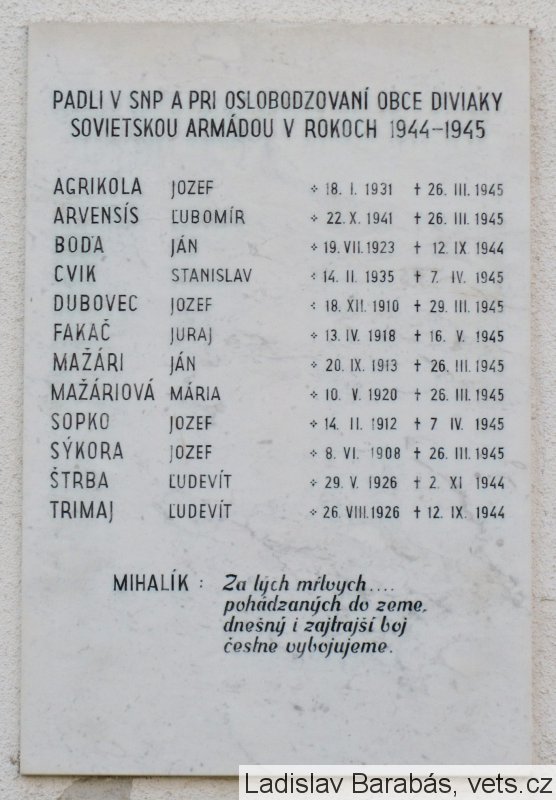 PADLI V SNP A PRI OSLOBODZOVANÍ OBCE DIVIAKY
SOVIETSKOU ARMÁDOU V ROKOCH 1944-1945
AGRIKOLA JOZEF * 18. I. 1931 † 26. III. 1945
ARVENSÍS ĽUBOMÍR * 22. X. 1941 † 26. III. 1945
BOĎA JÁN * 19. VII. 1923 † 12. IX 1944
CVIK STANISLAV * 14. II. 1935 † 7. IV. 1945
DUBOVEC JOZEF * 18. XII. 1910 † 29. III. 1945
FAKAČ JURAJ * 13. IV. 1918 † 16. V. 1945
MAŽÁRI JÁN * 20. IX. 1913 † 26. III. 1945
MAŽÁRIOVÁ MÁRIA * 10. V. 1920 † 26. III. 1945
SOPKO JOZEF * 14. II. 1912 † 7 IV. 1945
SÝKORA JOZEF * 8. VI. 1908 † 26. III. 1945
ŠTRBA ĽUDEVÍT * 29. V. 1926 † 2. XI 1944
TRIMAJ ĽUDEVÍT * 26. VIII. 1926 † 12. IX. 1944
MIHALÍK : Za tých mŕtvych....
pohádzaných do zeme.
dnešný i zajtrajší boj
čestne vybojujeme.
Ladislav Barabás, vets.cz